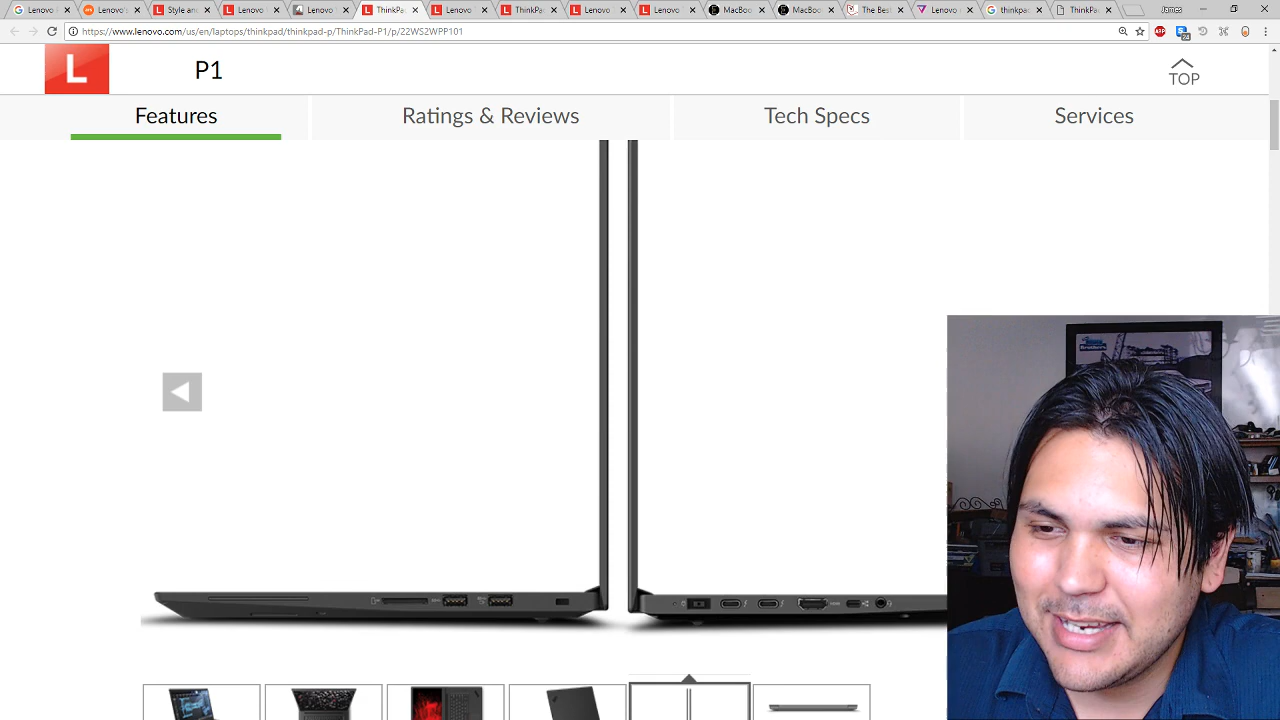 Lenovo
Lenovo
Style an
Lenovo
Lenovo
ThinkPa
Lenovo
ThinkPa
Lenovo
Lenovo
MacBoo
MacBoo
The Bes
Lenovo
thinkpa
ThinkPa
https://www.lenovo.com/us/en/laptops/thinkpad/thinkpad-p/ThinkPad-P1/p/22WS2WPP101
L
P1
TOP
Features
Ratings & Reviews
Tech Specs
Services